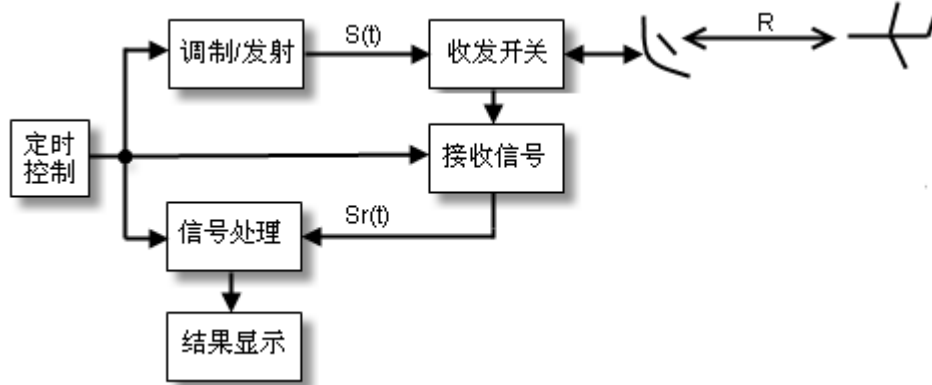 调制/发射
S(t)
收发开关
R
定时
控制
接收信号
信号处理
Sr(t)
结果显示